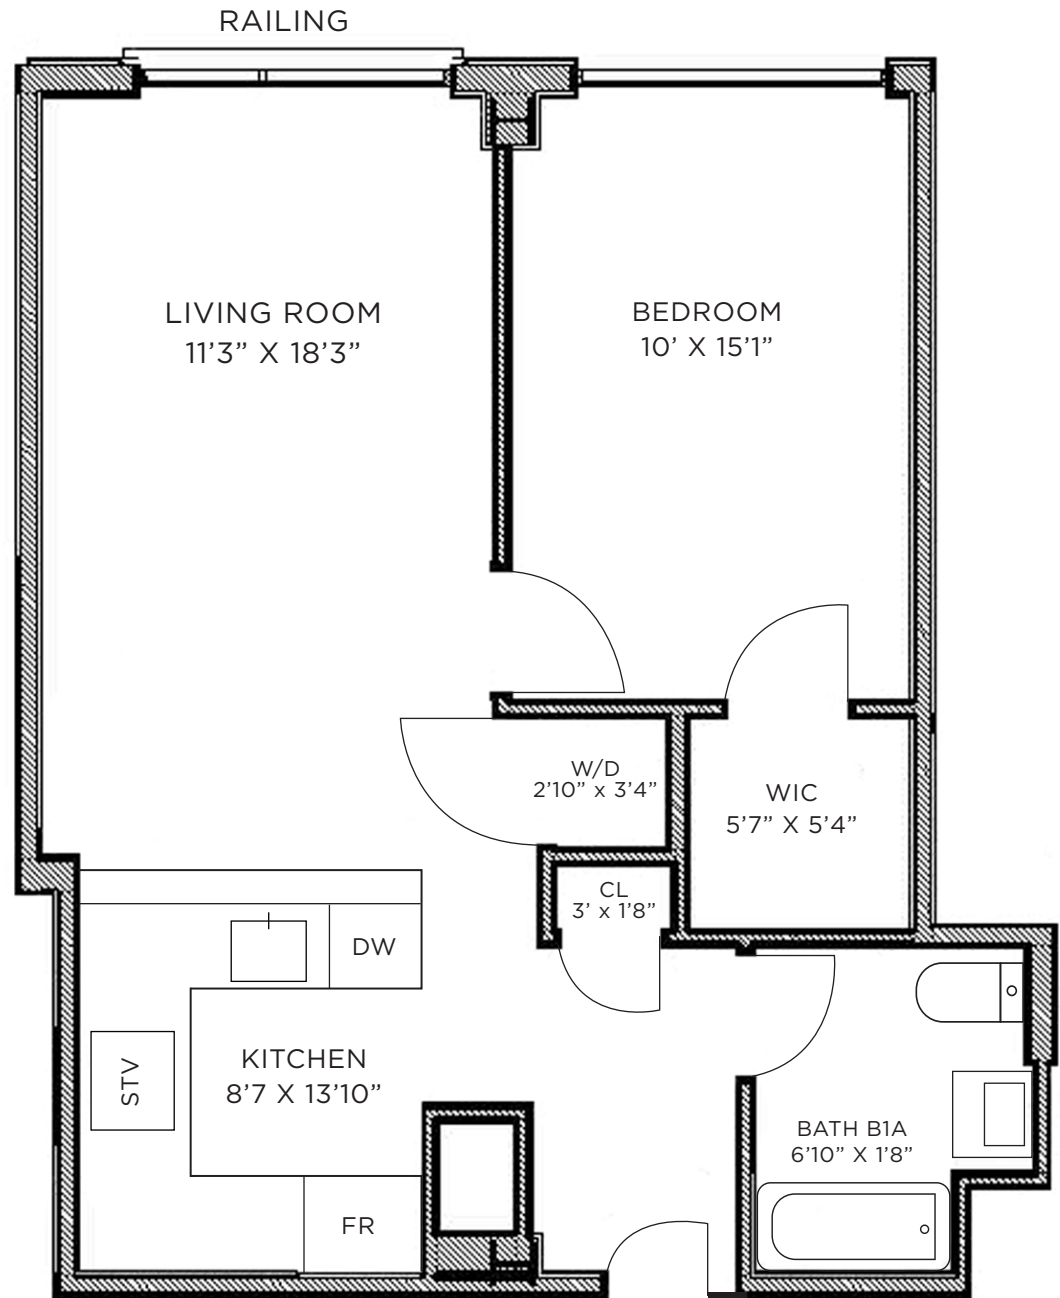 RAILING
LIVING ROOM
11’3” X 18’3”
BEDROOM
10’ X 15’1”
W/D
2’10” x 3’4”
WIC
5’7” X 5’4”
CL
3’ x 1’8”
DW
STV
KITCHEN
8’7 X 13’10”
BATH B1A
6’10” X 1’8”
FR